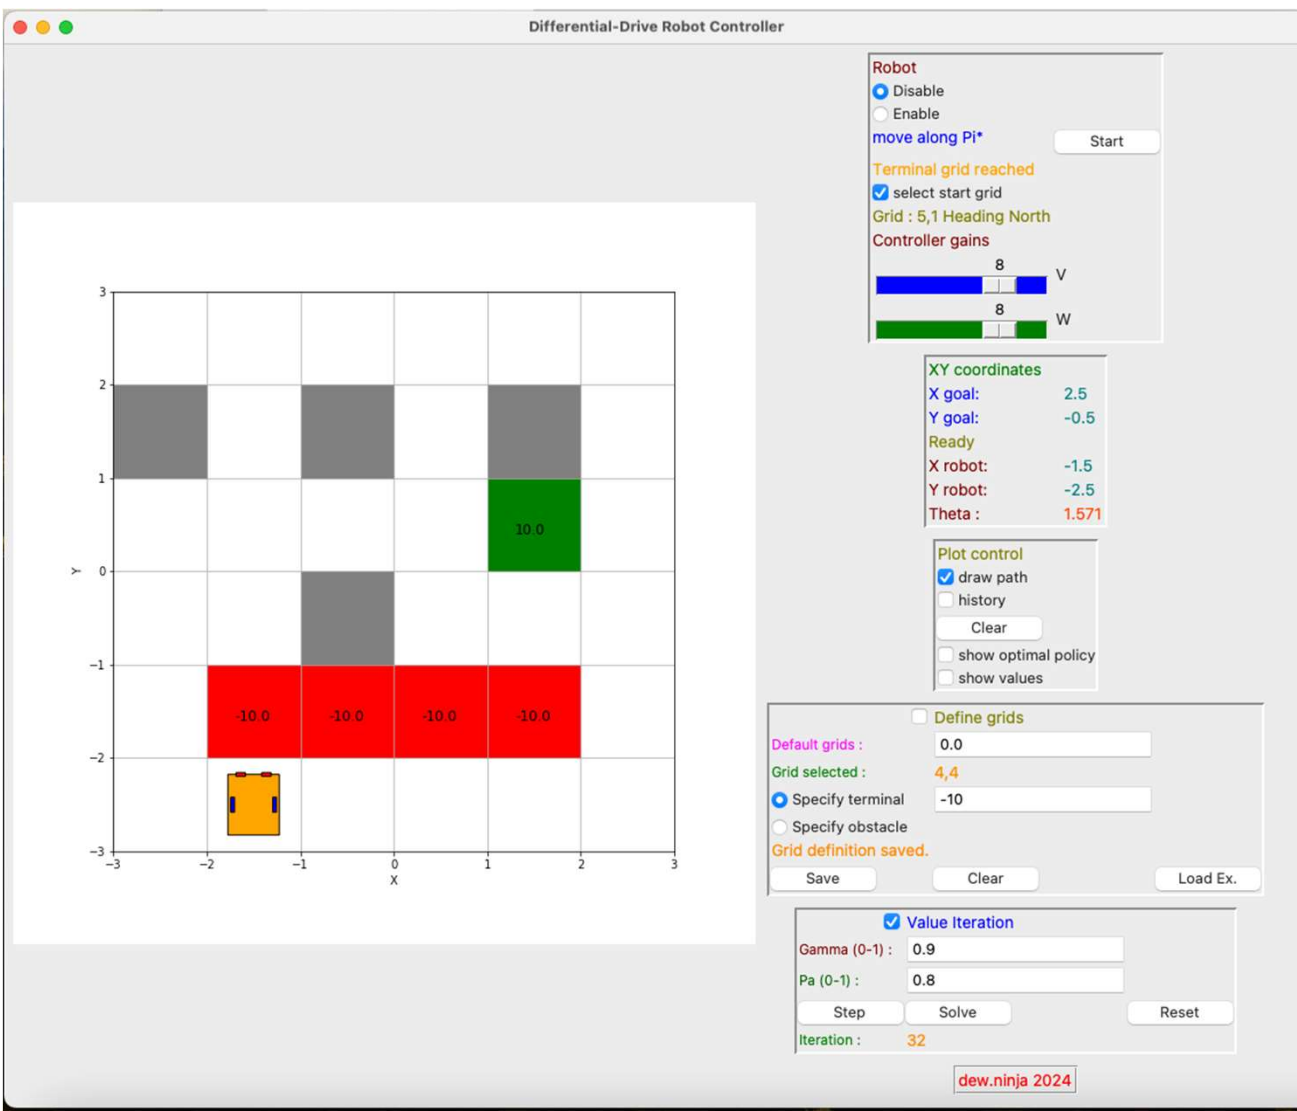 Differential-Drive Robot Controller
Robot
Disable
Enable
move along Pi*
Start
Terminal grid reached
select start grid
Grid : 5,1 Heading North
Controller gains
8
V
8
W
XY coordinates
X goal: 2.5
Y goal: -0.5
Ready
X robot: -1.5
Y robot: -2.5
Theta : 1.571
Plot control
draw path
history
Clear
show optimal policy
show values
Define grids
Default grids : 0.0
Grid selected : 4,4
Specify terminal -10
Specify obstacle
Grid definition saved.
Save Clear Load Ex.
Value Iteration
Gamma (0-1) : 0.9
Pa (0-1) : 0.8
Step Solve Reset
Iteration : 32
dew.ninja 2024
3
2
1
10.0
Y
0
−1
-10.0 -10.0 -10.0 -10.0
−2
−3
−3 −2 −1 0 1 2 3
X